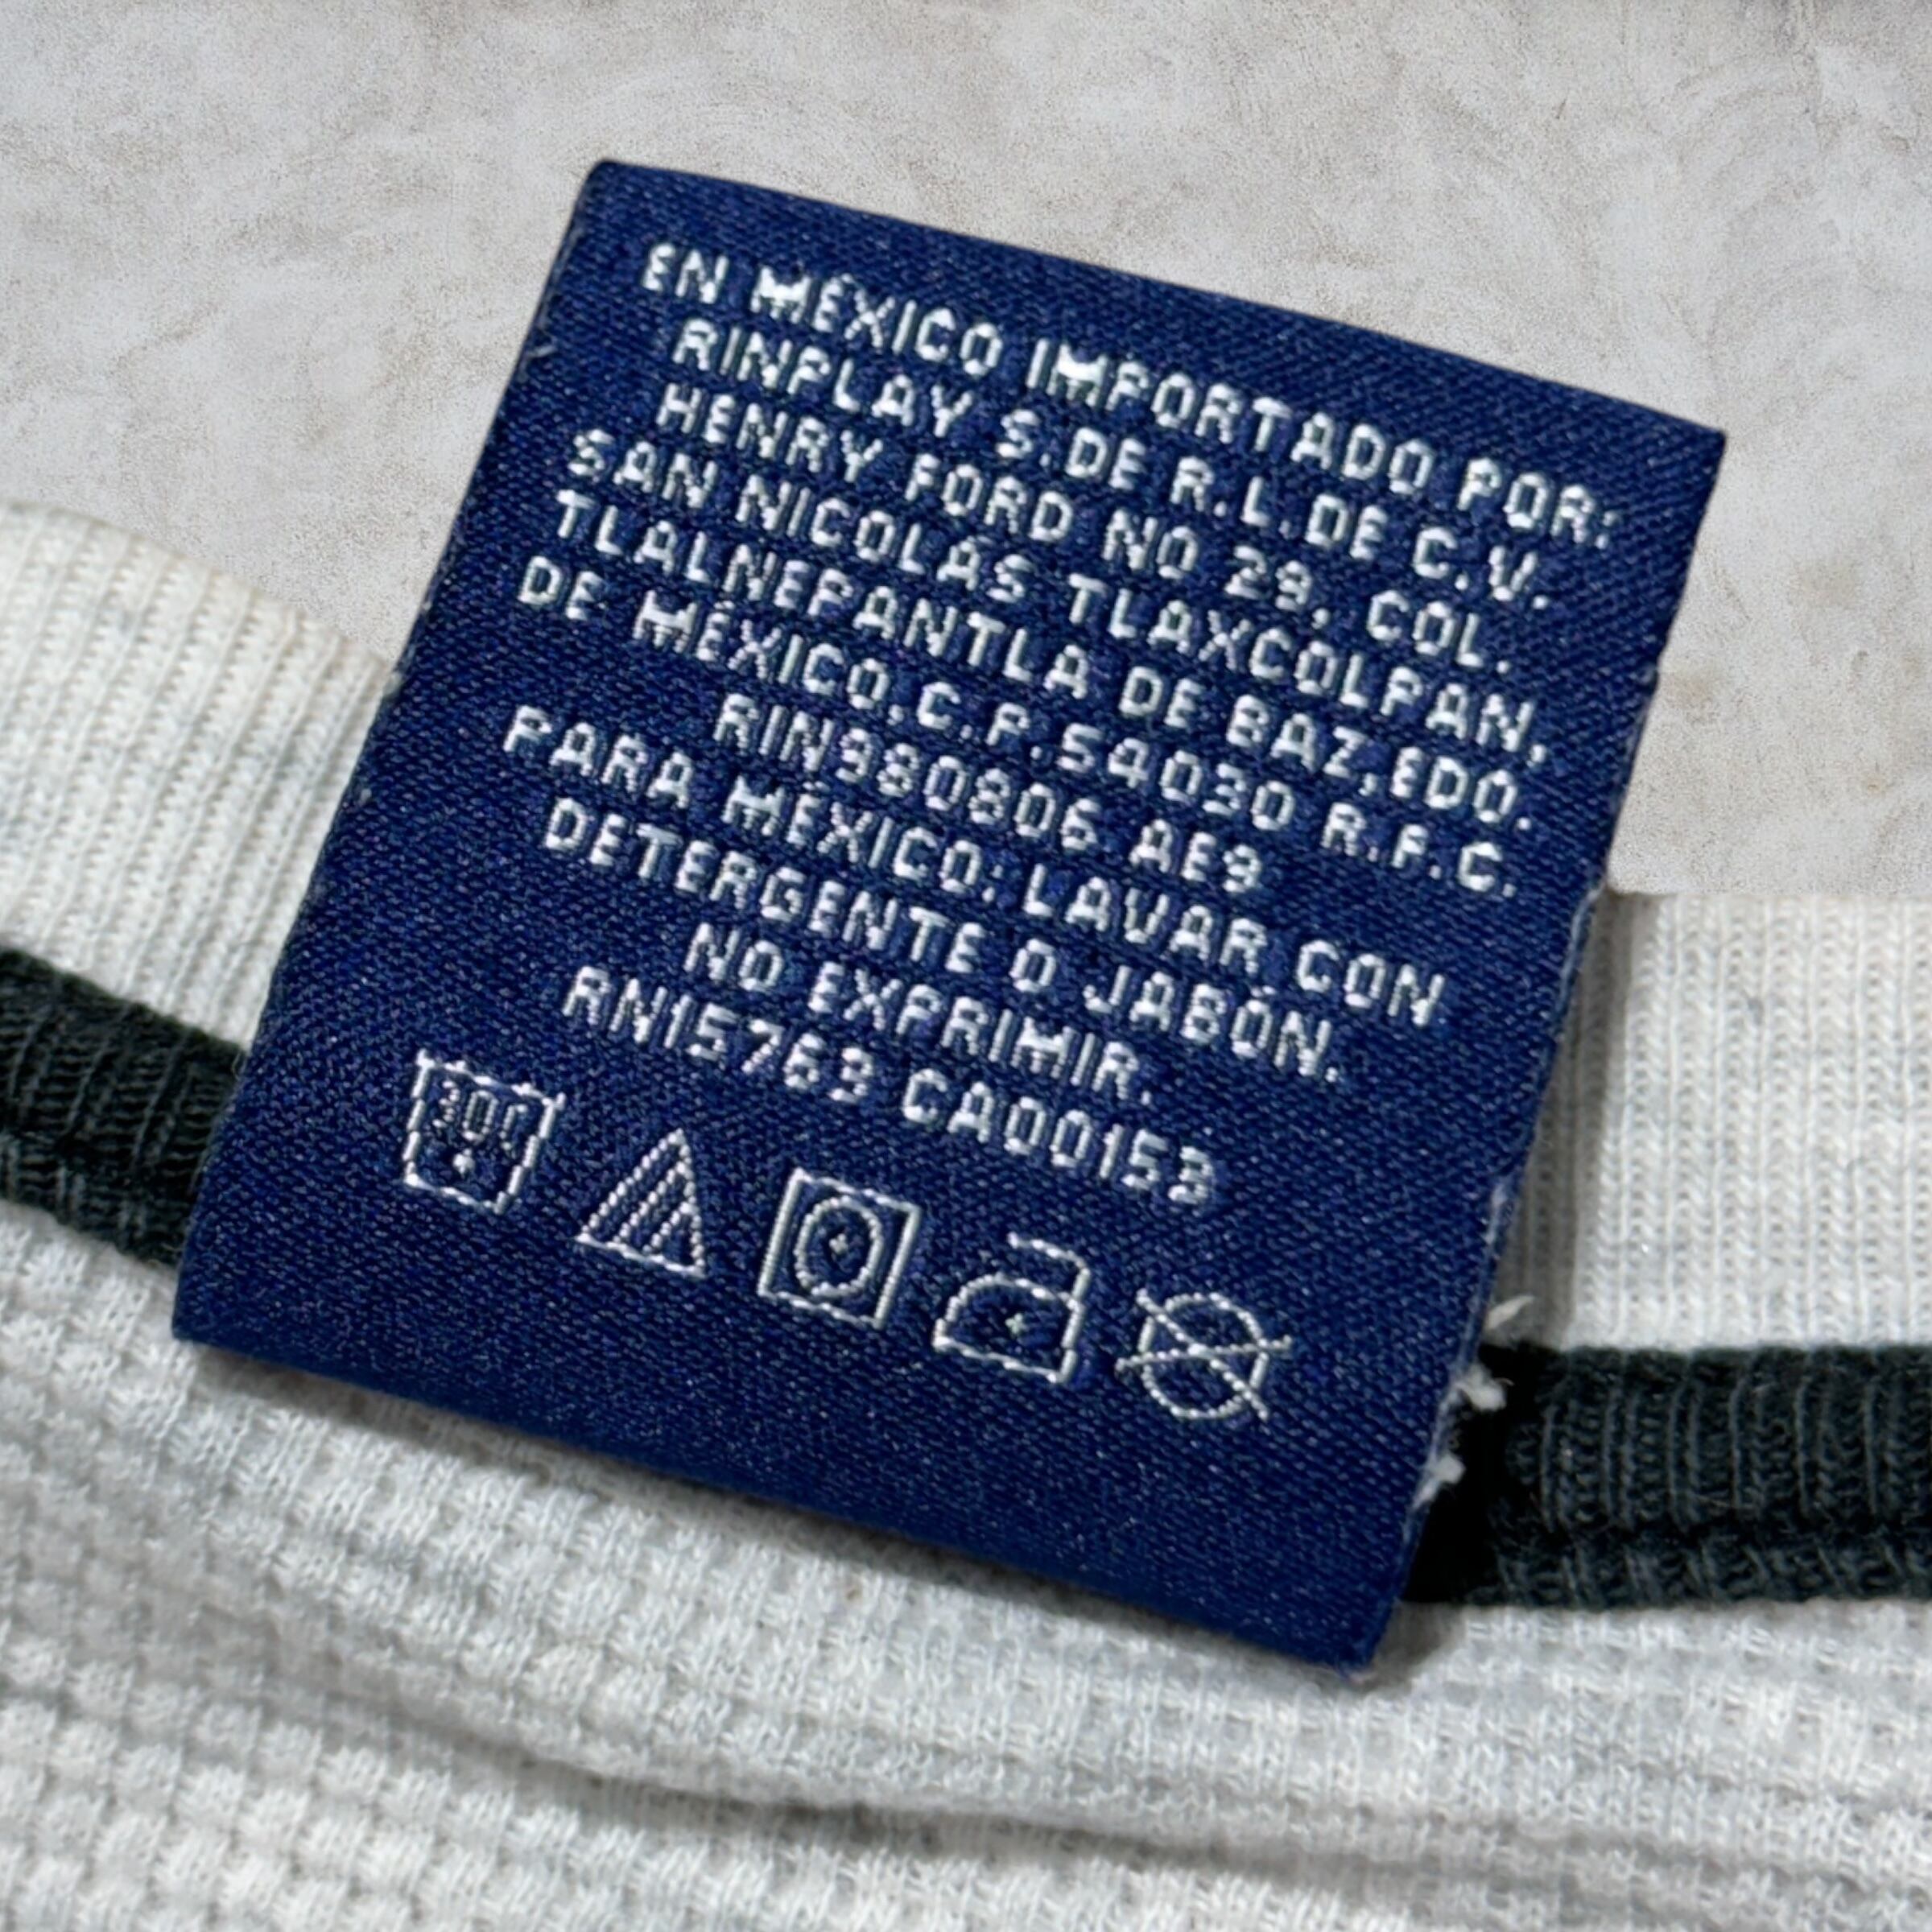 EN MÉXICO IMPORTADO POR:
RINPLAY S.DE R.L.DE C.V.
HENRY FORD NO 29, COL.
SAN NICOLÁS TLAXCOLPAN,
TLALNEPANTLA DE BAZ,EDO.
DE MÉXICO,C.P.54030 R.F.C.
RIN980806 AE9
PARA MÉXICO: LAVAR CON
DETERGENTE O JABÓN.
NO EXPRIMIR.
RN15763 CA00153
30C